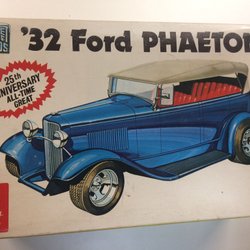 '32 Ford PHAETON
25th
ANNIVERSARY
ALL-TIME
GREAT